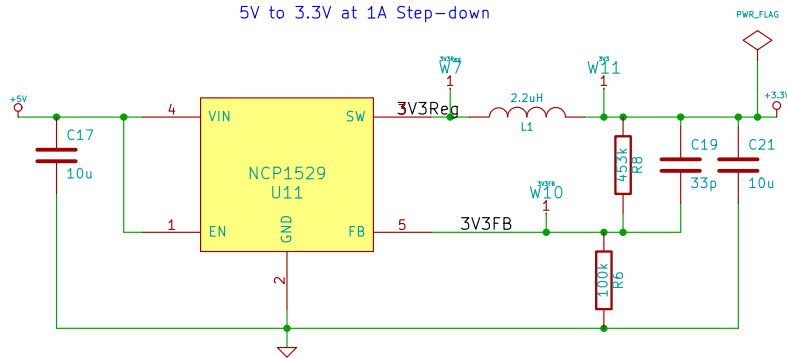 5V to 3.3V at 1A Step-down
PWR_FLAG
3V3Reg
W7
1
3V3
W11
1
+5V
+3.3V
4
VIN
SW
3
3V3Reg
2.2uH
L1
C17
10u
NCP1529
U11
453k
R8
C19
33p
C21
10u
3V3FB
W10
1
1
EN
GND
FB
5
3V3FB
2
100k
R6